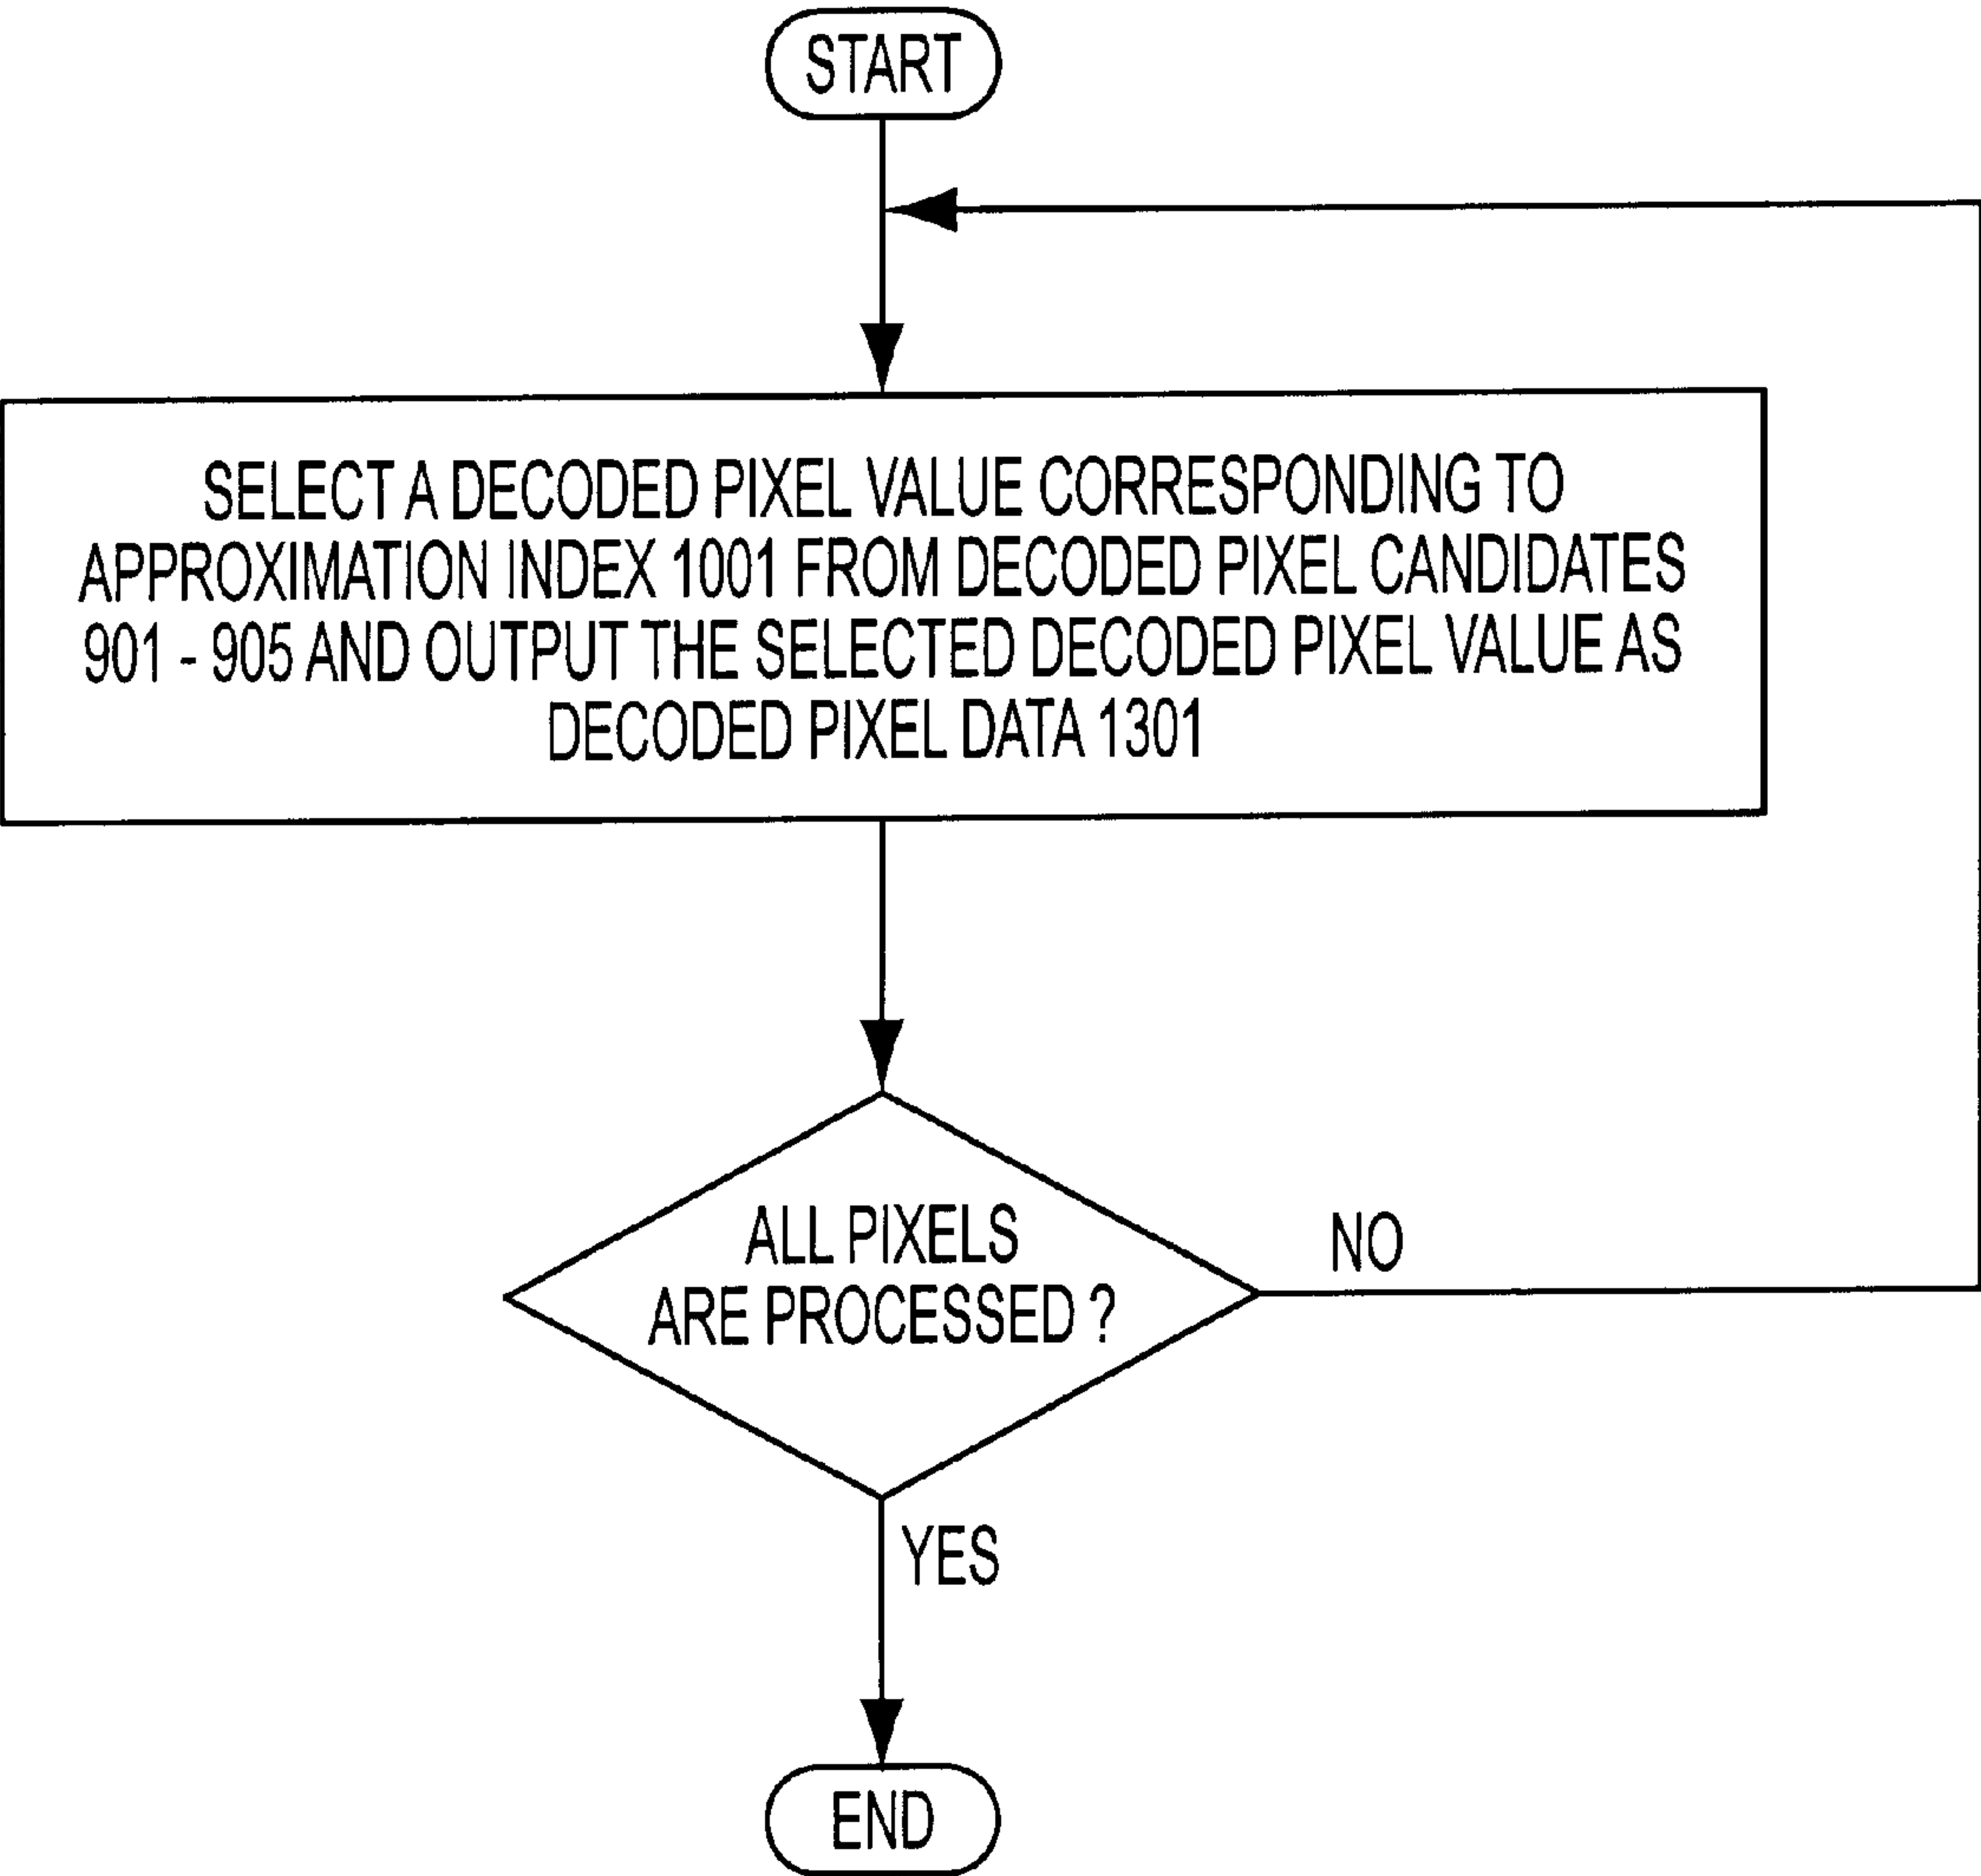 START
SELECT A DECODED PIXEL VALUE CORRESPONDING TO
APPROXIMATION INDEX 1001 FROM DECODED PIXEL CANDIDATES
901 - 905 AND OUTPUT THE SELECTED DECODED PIXEL VALUE AS
DECODED PIXEL DATA 1301
ALL PIXELS
ARE PROCESSED ?
NO
YES
END